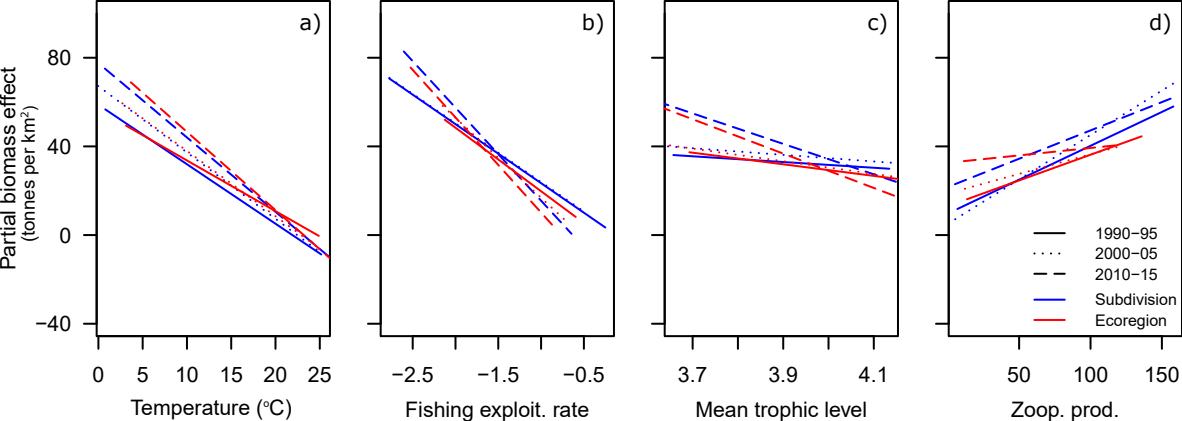 Partial biomass effect
(tonnes per km²)
80
40
0
−40
a)
0 5 10 15 20 25
Temperature (°C)
b)
−2.5 −1.5 −0.5
Fishing exploit. rate
c)
3.7 3.9 4.1
Mean trophic level
d)
1990−95
2000−05
2010−15
Subdivision
Ecoregion
50 100 150
Zoop. prod.